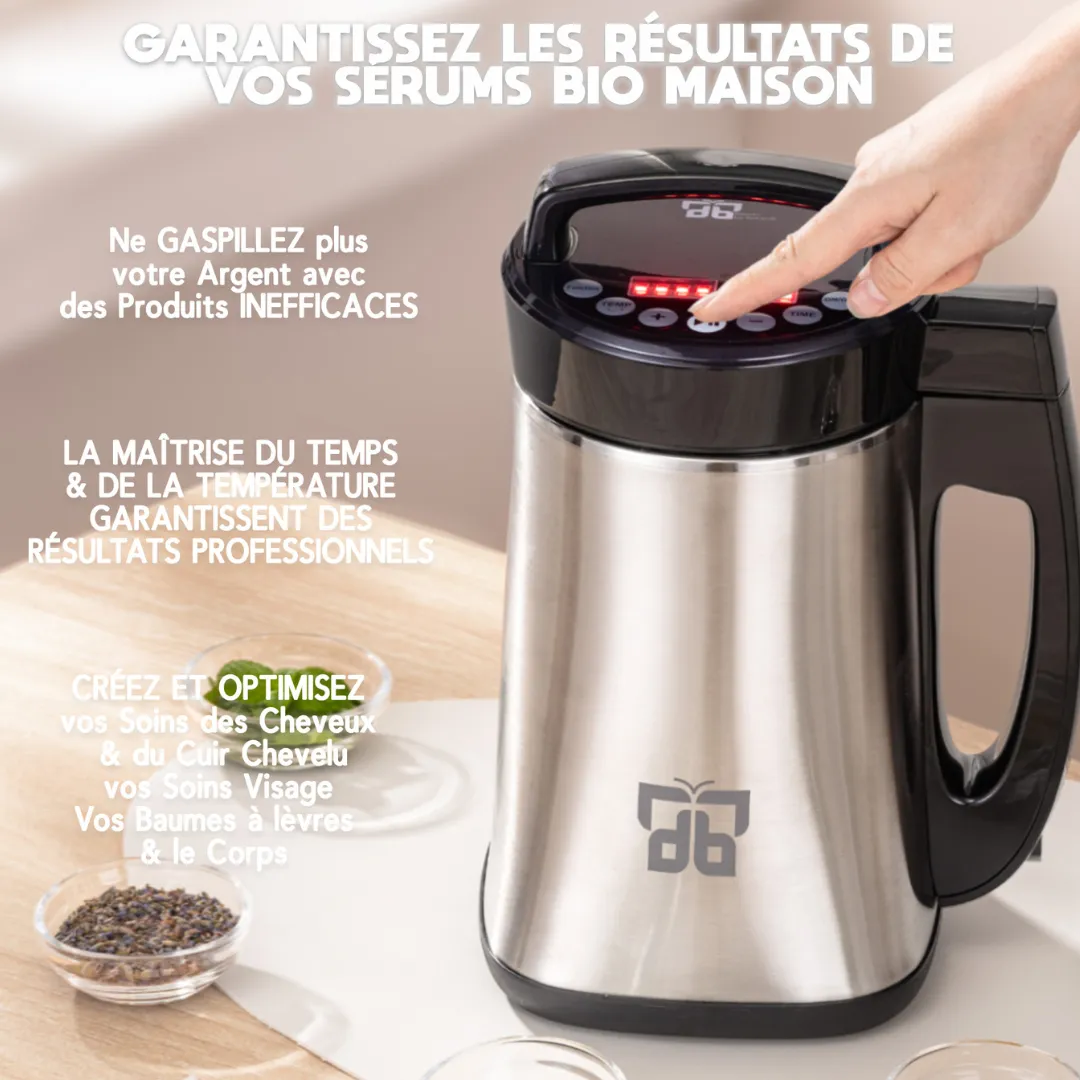 GARANTISSEZ LES RÉSULTATS DE
VOS SÉRUMS BIO MAISON
Ne GASPILLEZ plus
votre Argent avec
des Produits INEFFICACES
LA MAÎTRISE DU TEMPS
& DE LA TEMPÉRATURE
GARANTISSENT DES
RÉSULTATS PROFESSIONNELS
CRÉEZ ET OPTIMISEZ
vos Soins des Cheveux
& du Cuir Chevelu
vos Soins Visage
Vos Baumes à lèvres
& le Corps
db
TEMP
+
-
TIME
db